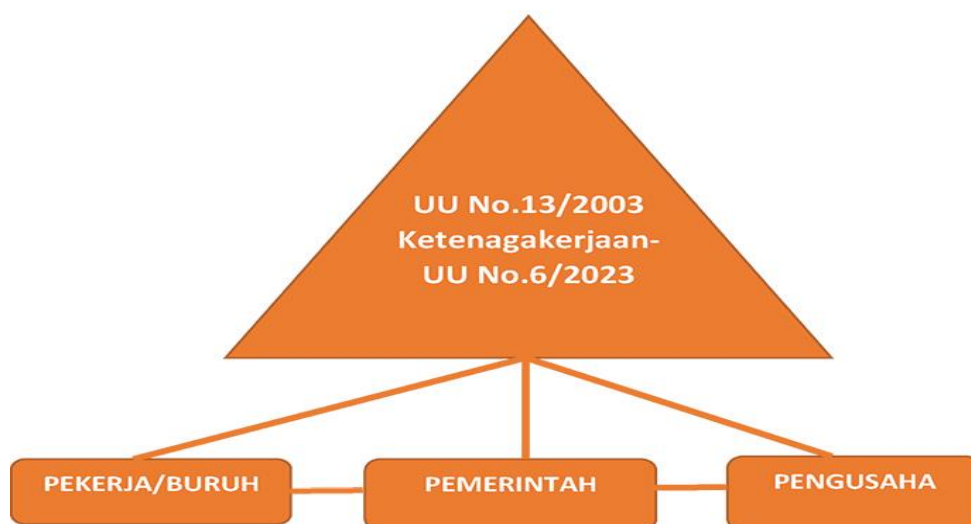 UU No.13/2003
Ketenagakerjaan-
UU No.6/2023
PEKERJA/BURUH
PEMERINTAH
PENGUSAHA